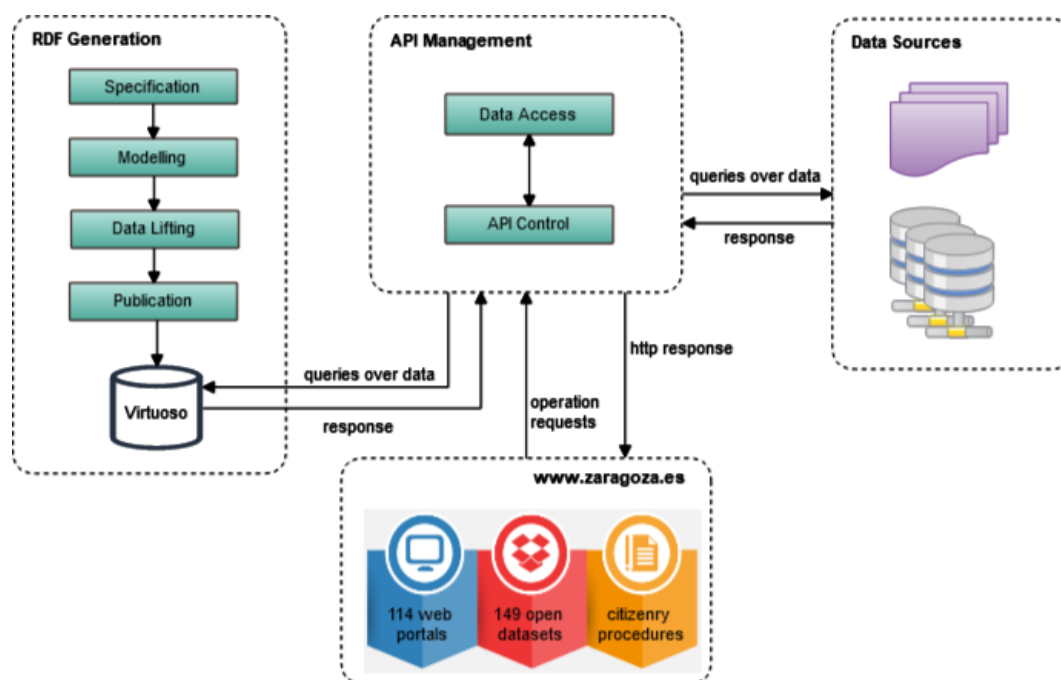 RDF Generation
Specification
Modelling
Data Lifting
Publication
Virtuoso
API Management
Data Access
API Control
Data Sources
queries over data
response
queries over data
response
operation
requests
http response
www.zaragoza.es
114 web
portals
149 open
datasets
citizenry
procedures